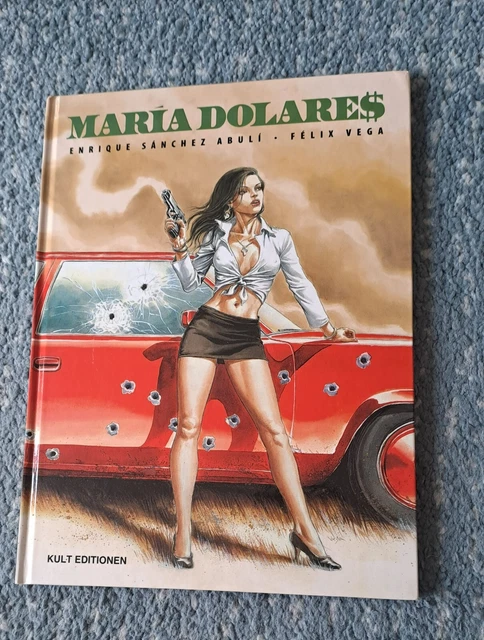 MARÍA DOLARE$
ENRIQUE SÁNCHEZ ABULÍ · FÉLIX VEGA
KULT EDITIONEN